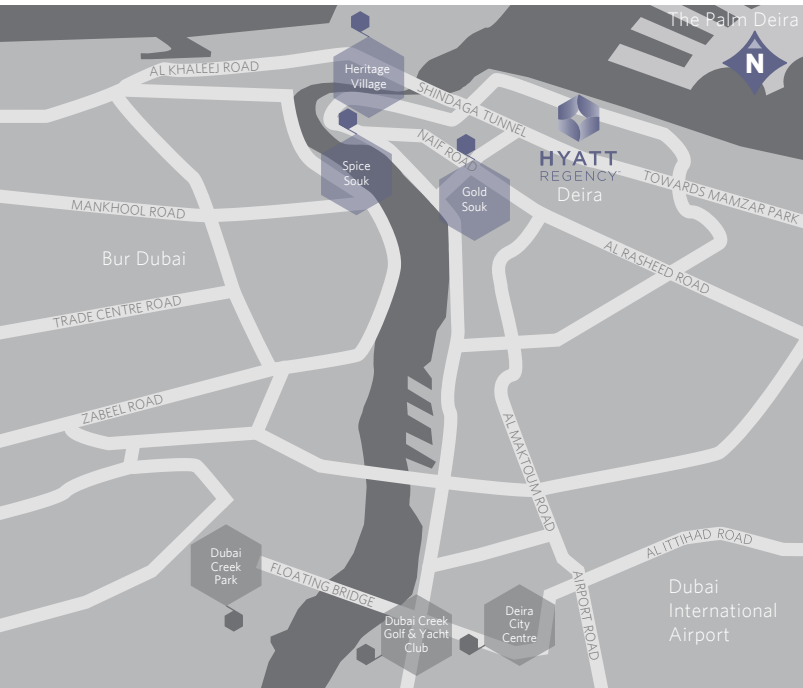 The Palm Deira
N
AL KHALEEJ ROAD
Heritage
Village
SHINDAGA TUNNEL
NAIF ROAD
HYATT
REGENCY™
Deira
Spice
Souk
Gold
Souk
TOWARDS MAMZAR PARK
MANKHOOL ROAD
AL RASHEED ROAD
Bur Dubai
TRADE CENTRE ROAD
ZABEEL ROAD
AL MAKTOUM ROAD
AL ITTIHAD ROAD
Dubai
Creek
Park
FLOATING BRIDGE
AIRPORT ROAD
Dubai Creek
Golf & Yacht
Club
Deira
City
Centre
Dubai
International
Airport